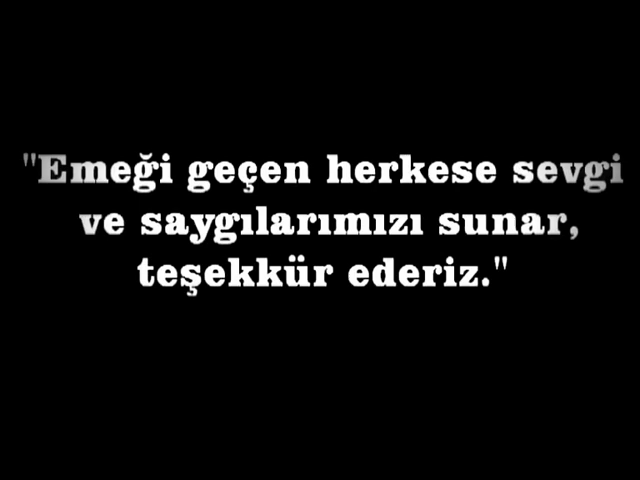 "Emeği geçen herkese sevgi
ve saygılarımızı sunar,
teşekkür ederiz."